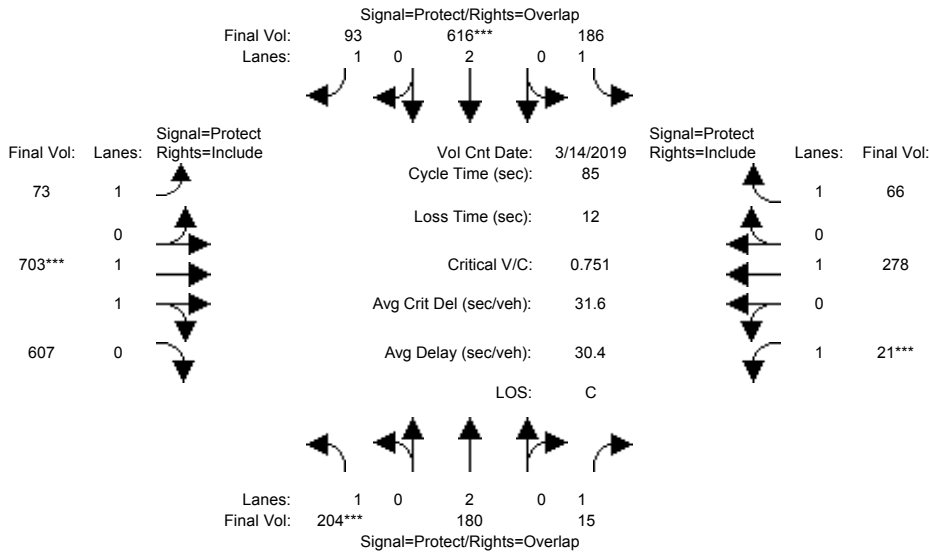 Signal=Protect/Rights=Overlap
Final Vol: 93 616*** 186
Lanes: 1 0 2 0 1
Signal=Protect Signal=Protect
Final Vol: Lanes: Rights=Include Vol Cnt Date: 3/14/2019 Rights=Include Lanes: Final Vol:
Cycle Time (sec): 85
73 1 1 66
Loss Time (sec): 12
0 0
703*** 1 Critical V/C: 0.751 1 278
1 Avg Crit Del (sec/veh): 31.6 0
607 0 Avg Delay (sec/veh): 30.4 1 21***
LOS: C
Lanes: 1 0 2 0 1
Final Vol: 204*** 180 15
Signal=Protect/Rights=Overlap